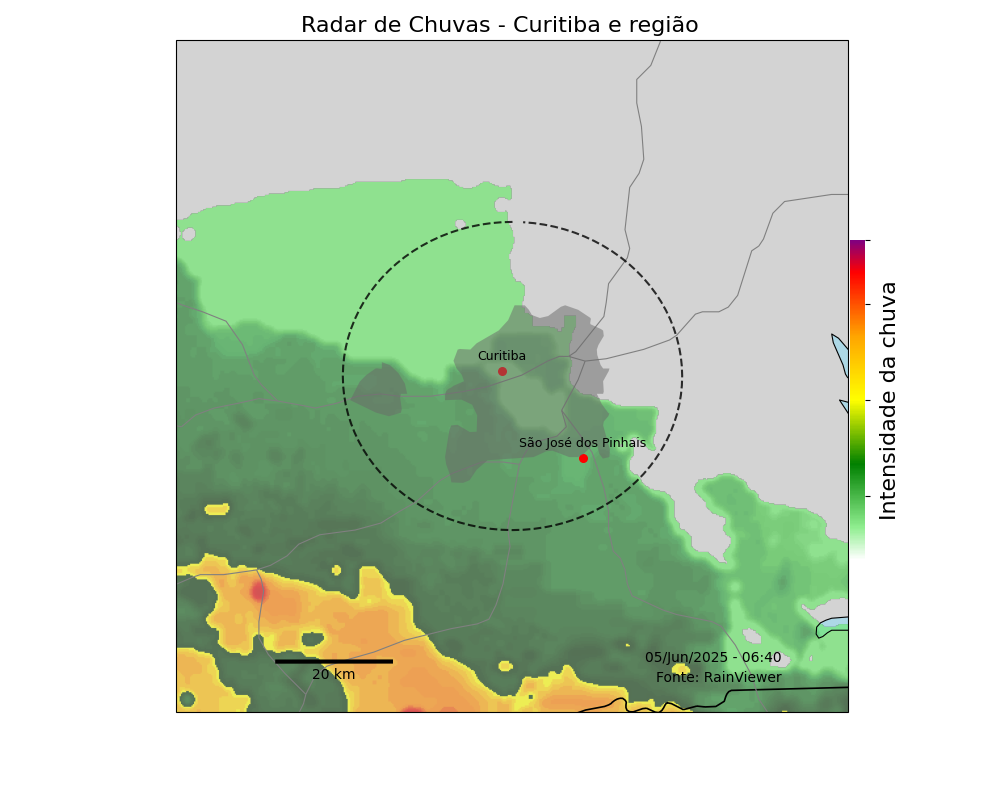 Radar de Chuvas - Curitiba e região
Curitiba
São José dos Pinhais
Intensidade da chuva
05/Jun/2025 - 06:40
20 km
Fonte: RainViewer